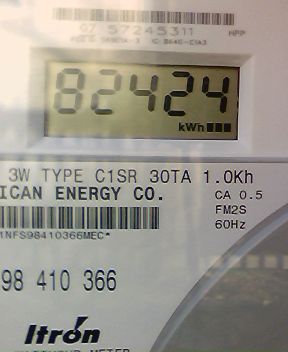 57245311 HPP
82424
kWh
3W TYPE C1SR 30TA 1.0Kh
ICAN ENERGY CO. CA 0.5
FM2S
60Hz
1NFS98410366MEC*
98 410 366
Itron